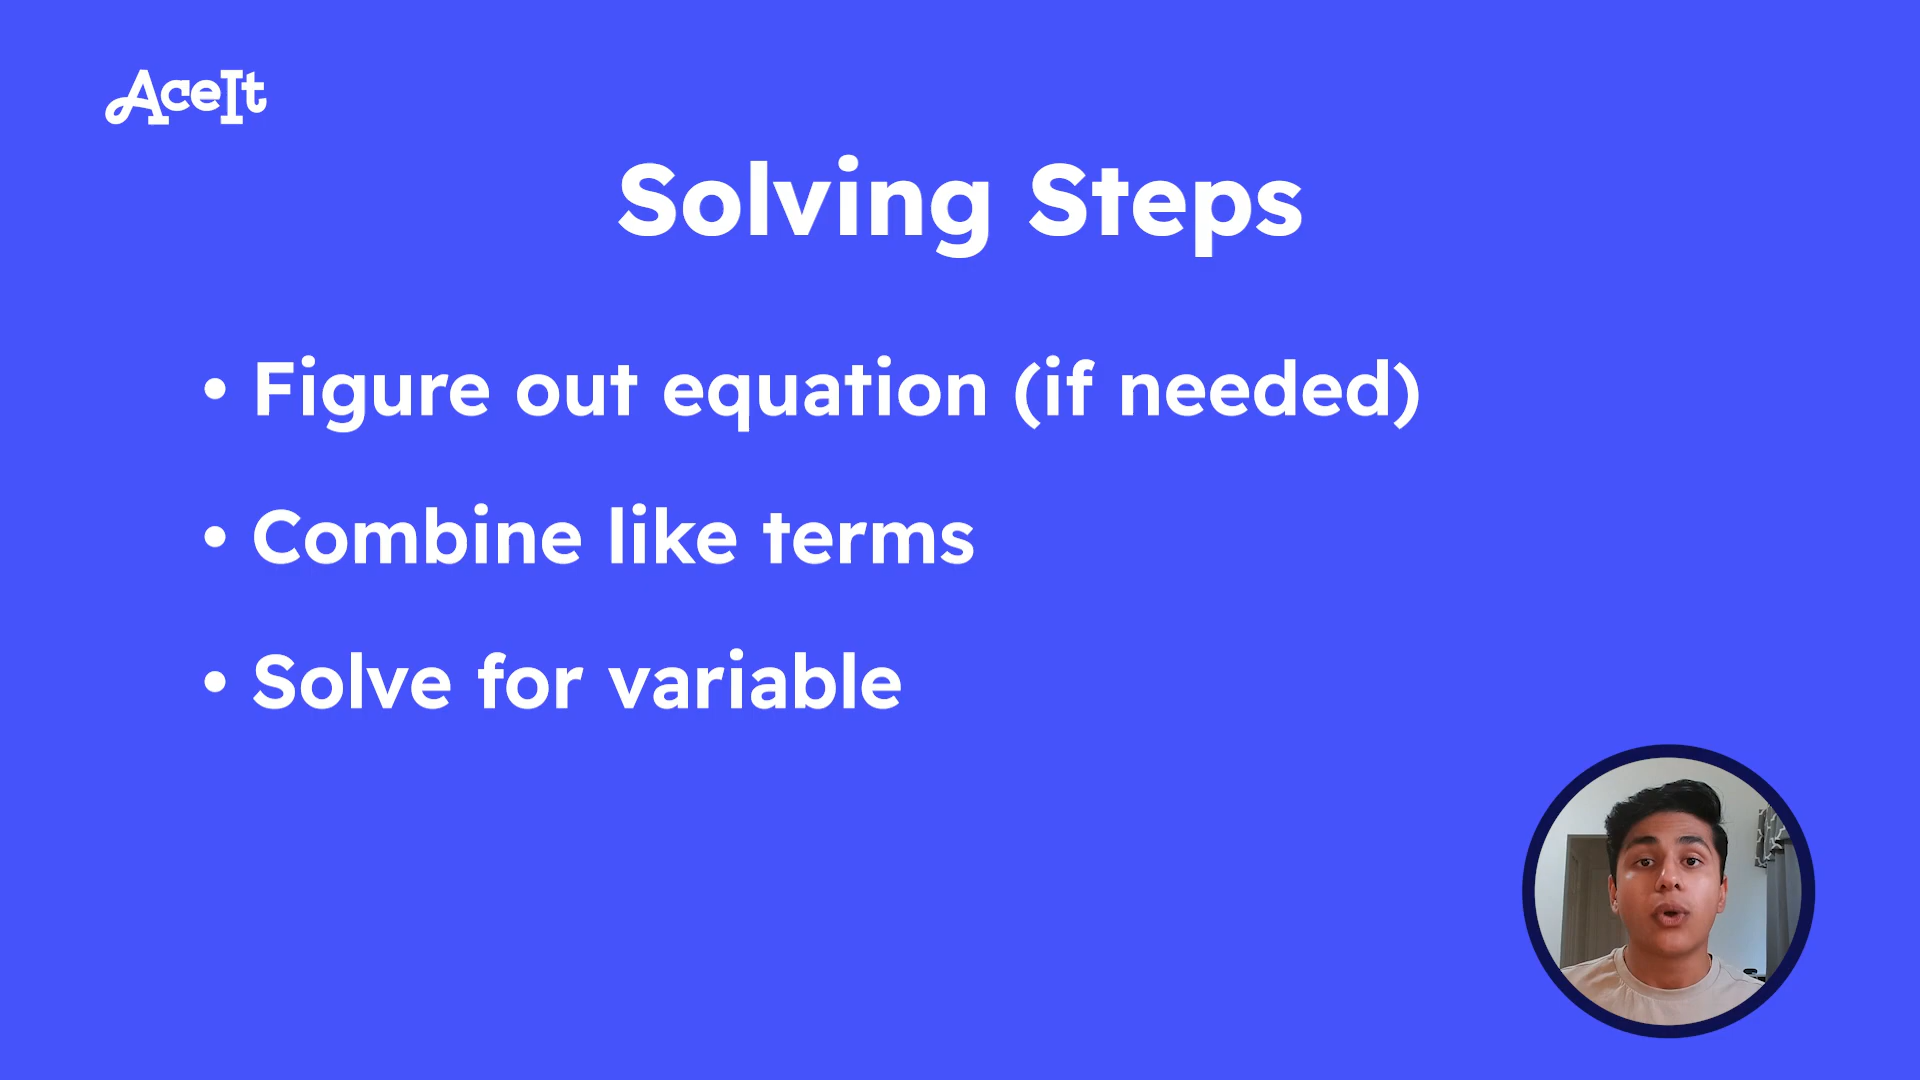 AceIt
Solving Steps
• Figure out equation (if needed)
• Combine like terms
• Solve for variable